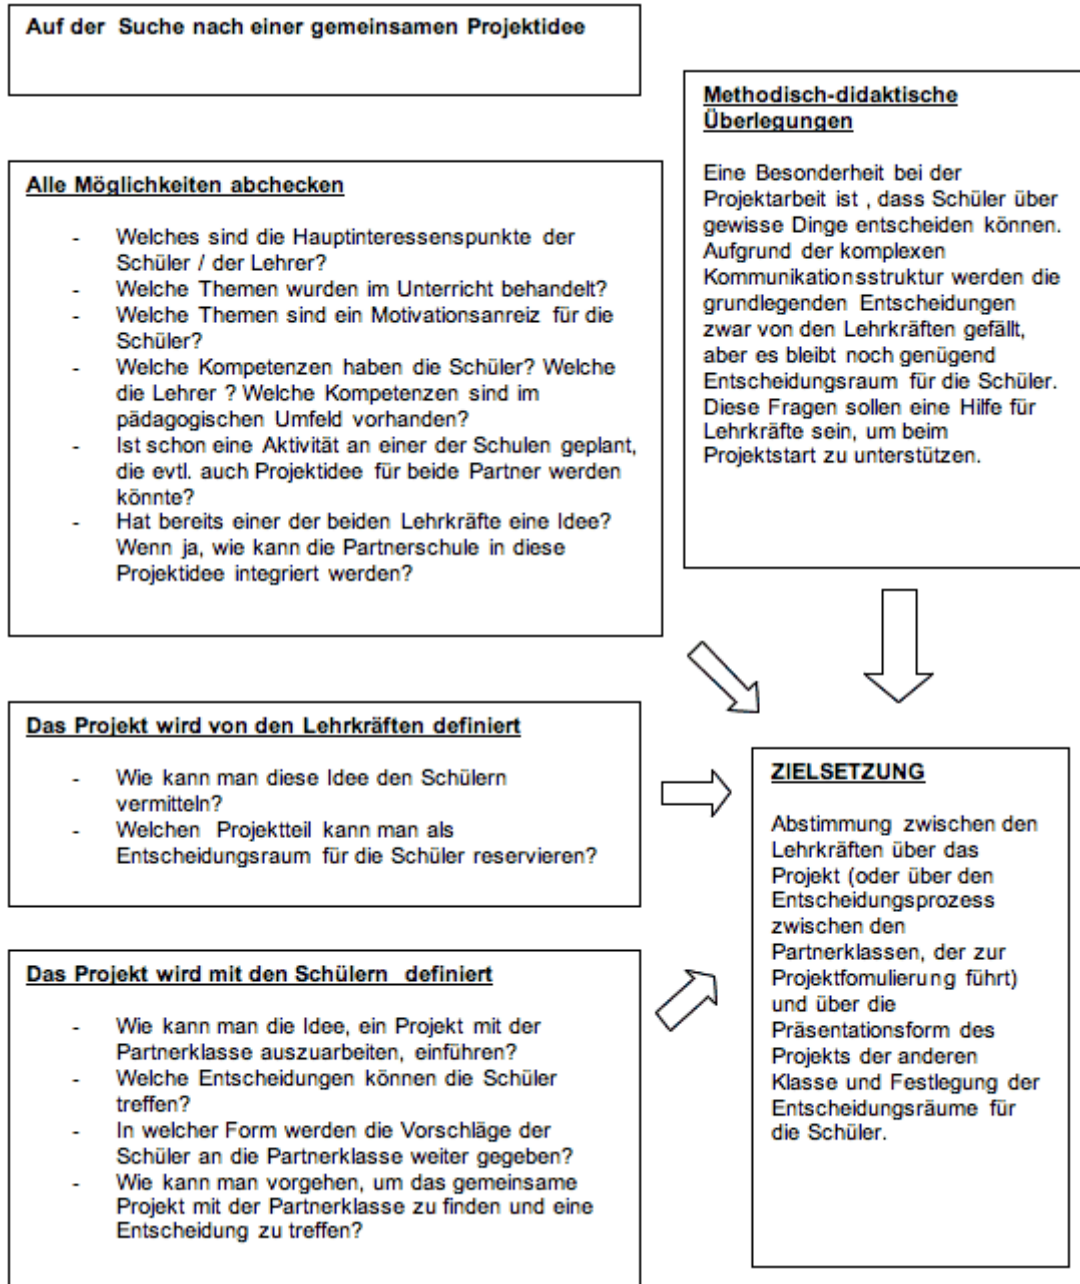 Auf der Suche nach einer gemeinsamen Projektidee
Alle Möglichkeiten abchecken
- Welches sind die Hauptinteressenspunkte der
Schüler / der Lehrer?
- Welche Themen wurden im Unterricht behandelt?
- Welche Themen sind ein Motivationsanreiz für die
Schüler?
- Welche Kompetenzen haben die Schüler? Welche
die Lehrer ? Welche Kompetenzen sind im
pädagogischen Umfeld vorhanden?
- Ist schon eine Aktivität an einer der Schulen geplant,
die evtl. auch Projektidee für beide Partner werden
könnte?
- Hat bereits einer der beiden Lehrkräfte eine Idee?
Wenn ja, wie kann die Partnerschule in diese
Projektidee integriert werden?
Methodisch-didaktische
Überlegungen
Eine Besonderheit bei der
Projektarbeit ist , dass Schüler über
gewisse Dinge entscheiden können.
Aufgrund der komplexen
Kommunikationsstruktur werden die
grundlegenden Entscheidungen
zwar von den Lehrkräften gefällt,
aber es bleibt noch genügend
Entscheidungsraum für die Schüler.
Diese Fragen sollen eine Hilfe für
Lehrkräfte sein, um beim
Projektstart zu unterstützen.
Das Projekt wird von den Lehrkräften definiert
- Wie kann man diese Idee den Schülern
vermitteln?
- Welchen Projektteil kann man als
Entscheidungsraum für die Schüler reservieren?
Das Projekt wird mit den Schülern definiert
- Wie kann man die Idee, ein Projekt mit der
Partnerklasse auszuarbeiten, einführen?
- Welche Entscheidungen können die Schüler
treffen?
- In welcher Form werden die Vorschläge der
Schüler an die Partnerklasse weiter gegeben?
- Wie kann man vorgehen, um das gemeinsame
Projekt mit der Partnerklasse zu finden und eine
Entscheidung zu treffen?
ZIELSETZUNG
Abstimmung zwischen den
Lehrkräften über das
Projekt (oder über den
Entscheidungsprozess
zwischen den
Partnerklassen, der zur
Projektfomulierung führt)
und über die
Präsentationsform des
Projekts der anderen
Klasse und Festlegung der
Entscheidungsräume für
die Schüler.